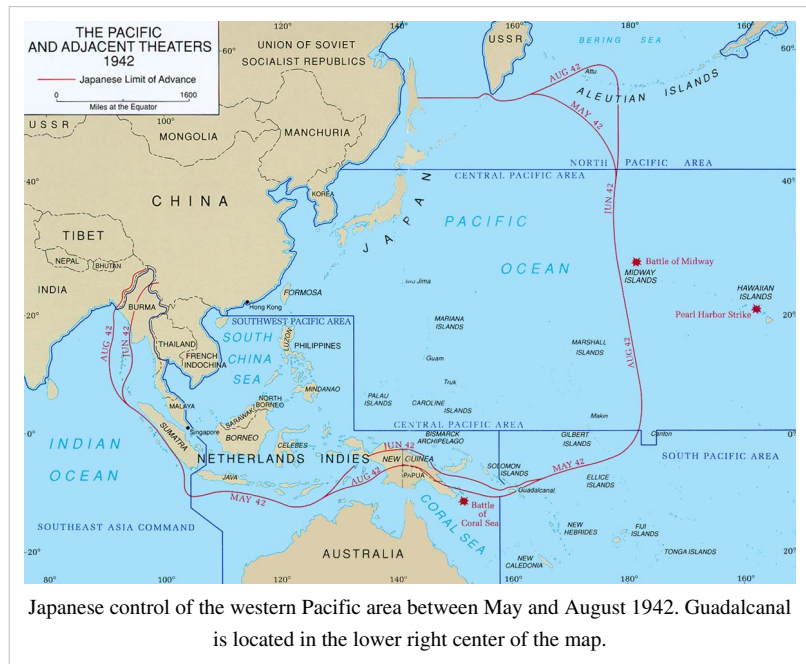 THE PACIFIC
AND ADJACENT THEATERS
1942
Japanese Limit of Advance
0 1600
Miles at the Equator
120° 140° 160° 180° 160°
60° 60°
UNION OF SOVIET
SOCIALIST REPUBLICS
USSR
BERING SEA
AUG 42
Attu
ALEUTIAN ISLANDS
MAY 42
USSR
100°
MONGOLIA
MANCHURIA
NORTH PACIFIC AREA
CENTRAL PACIFIC AREA
40° 40°
KOREA
JAPAN
JUN 42
CHINA
PACIFIC
OCEAN
TIBET
NEPAL
BHUTAN
Battle of Midway
MIDWAY
ISLANDS
INDIA
BURMA
Iwo Jima
FORMOSA
Hong Kong
HAWAIIAN
ISLANDS
Pearl Harbor Strike
20° 20°
SOUTHWEST PACIFIC AREA
LUZON
PHILIPPINES
MARIANA
ISLANDS
AUG 42
JUN 42
THAILAND
FRENCH
INDOCHINA
SOUTH
CHINA
SEA
MARSHALL
ISLANDS
AUG 42
Guam
Truk
MINDANAO
PALAU
ISLANDS
CAROLINE
ISLANDS
MALAYA
NORTH
BORNEO
SARAWAK
Singapore
Makin
CENTRAL PACIFIC AREA
0° 0°
SUMATRA
BORNEO
CELEBES
BISMARCK
ARCHIPELAGO
GILBERT
ISLANDS
Canton
JUN 42
SOUTH PACIFIC AREA
INDIAN
OCEAN
NETHERLANDS INDIES
NEW GUINEA
PAPUA
AUG 42
SOLOMON
ISLANDS
MAY 42
JAVA
MAY 42
Guadalcanal
ELLICE
ISLANDS
SOUTHEAST ASIA COMMAND
CORAL SEA
Battle
of
Coral Sea
NEW
HEBRIDES
FIJI
ISLANDS
TONGA ISLANDS
AUSTRALIA
NEW
CALEDONIA
20° 20°
80° 100° 120° 140° 160° 180° 160°
Japanese control of the western Pacific area between May and August 1942. Guadalcanal
is located in the lower right center of the map.